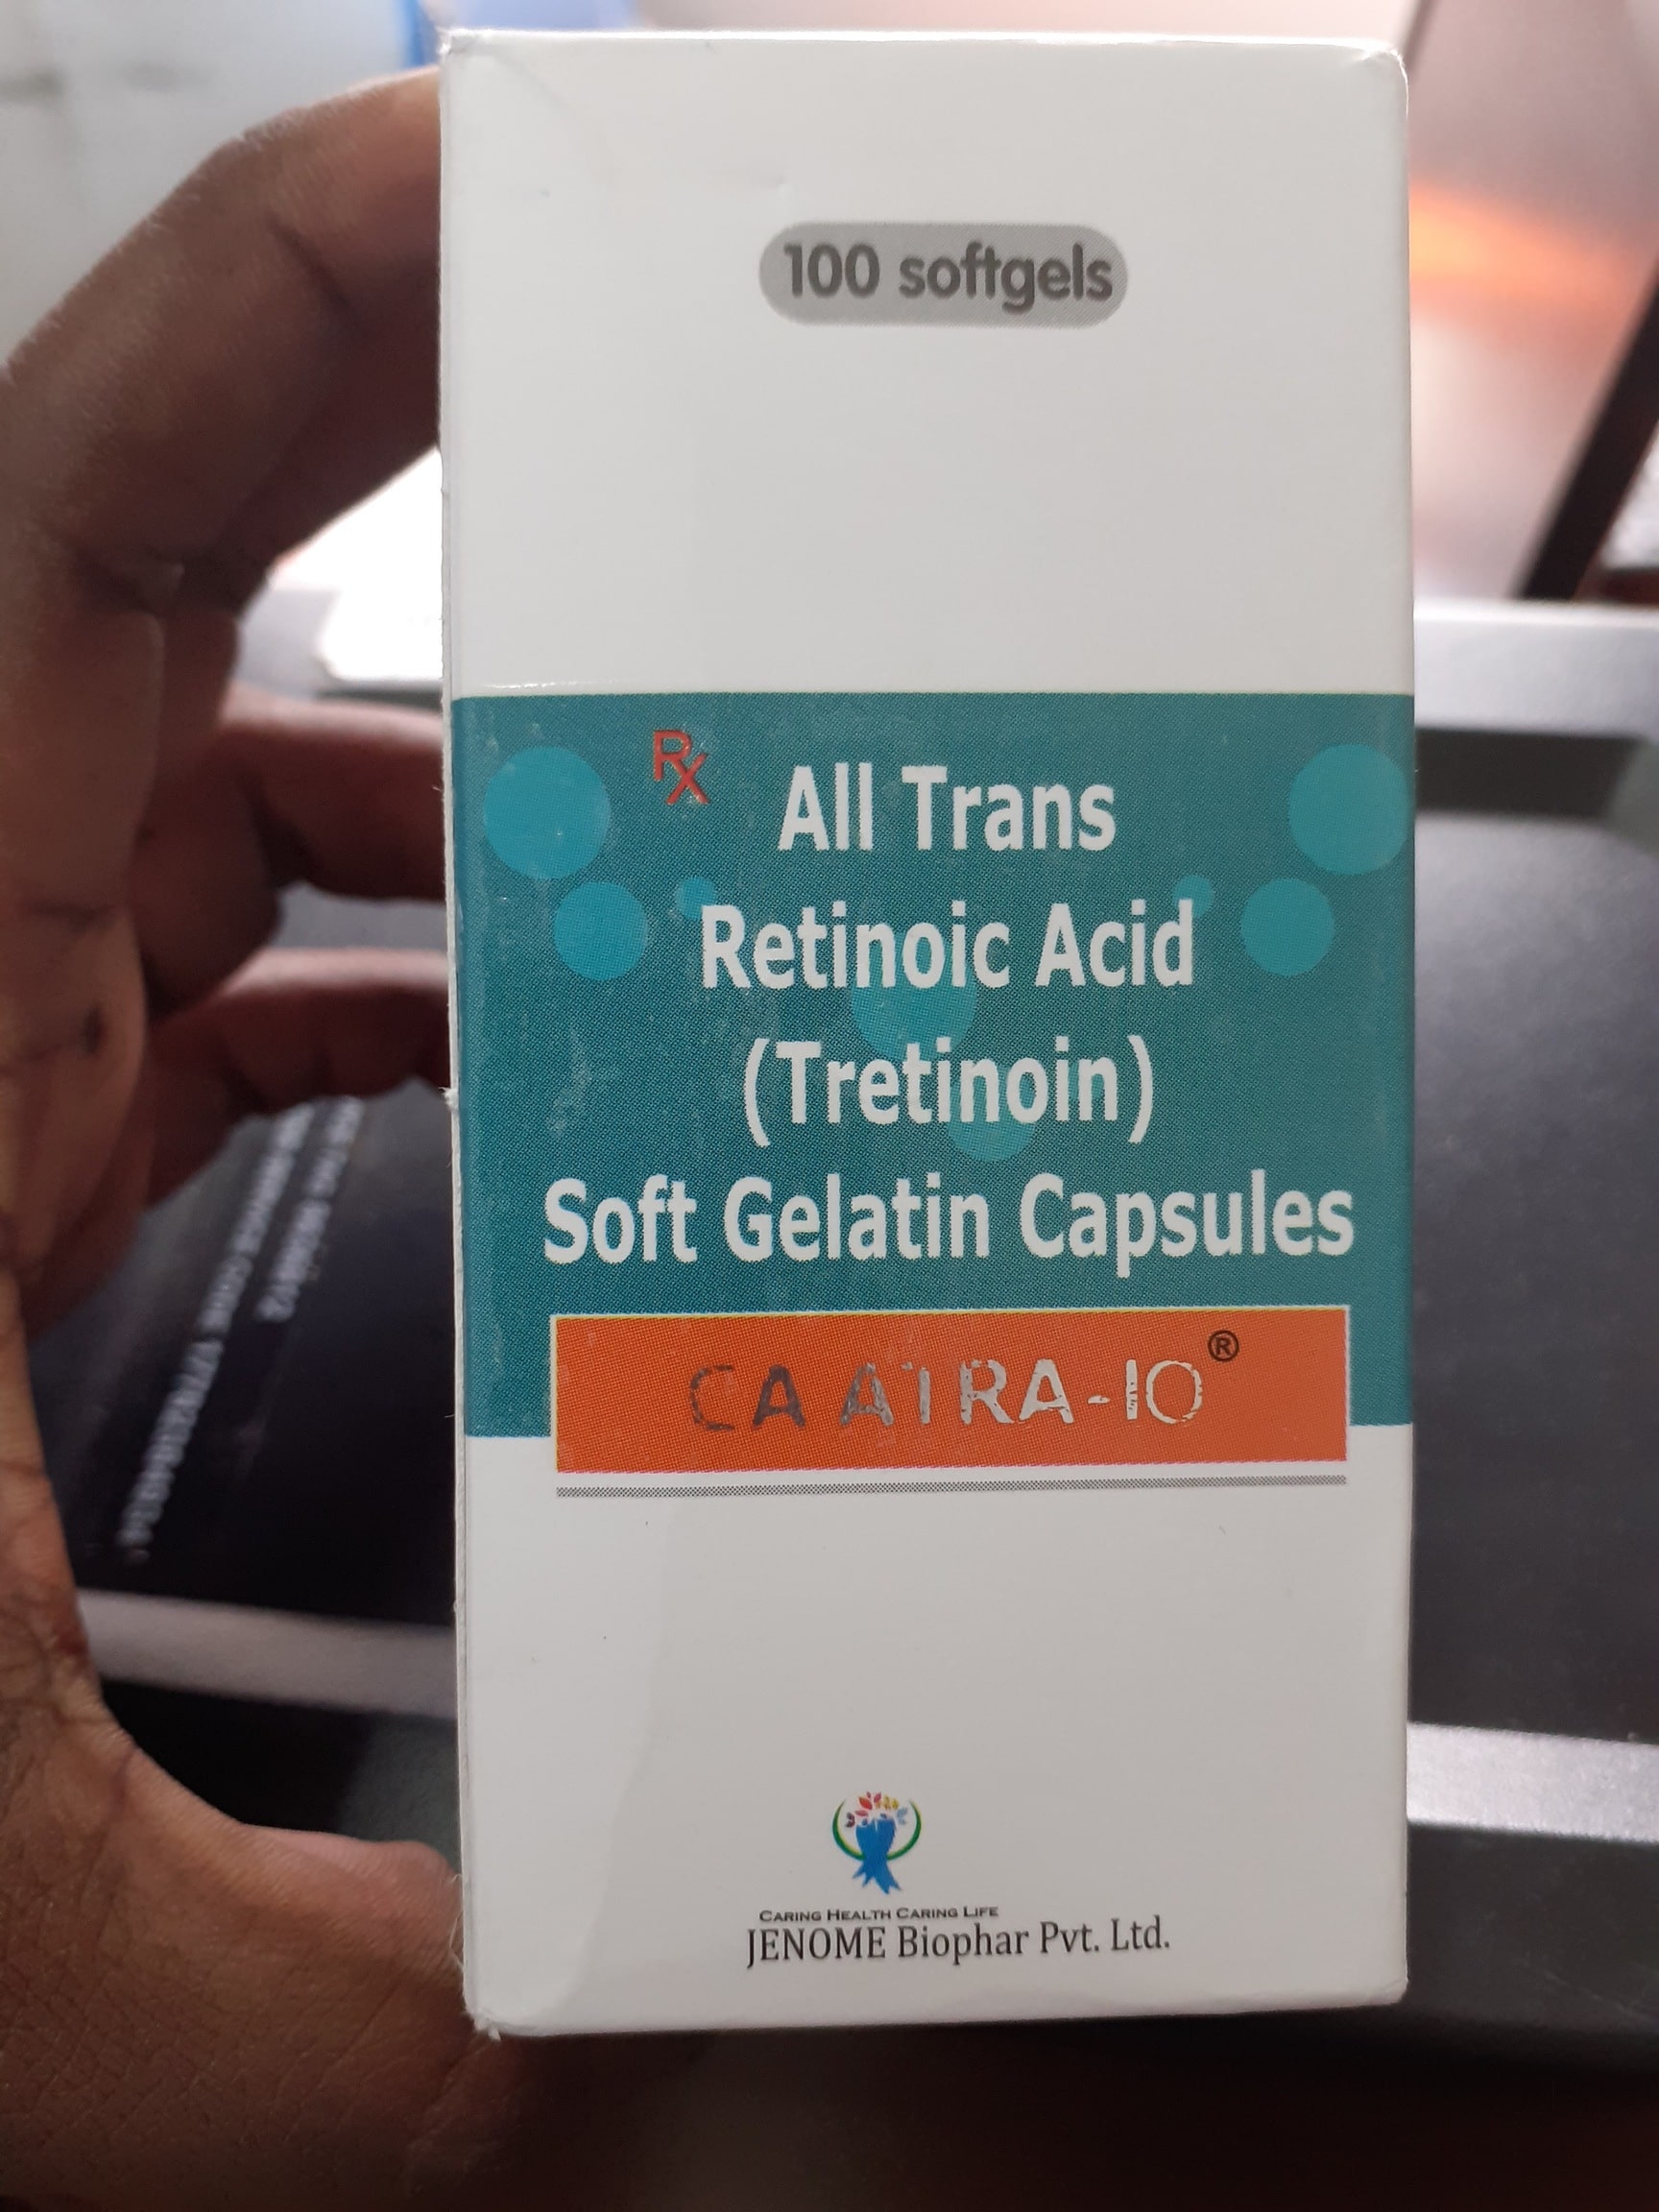 100 softgels
Rx
All Trans
Retinoic Acid
(Tretinoin)
Soft Gelatin Capsules
CA ATRA-IO®
CARING HEALTH CARING LIFE
JENOME Biophar Pvt. Ltd.